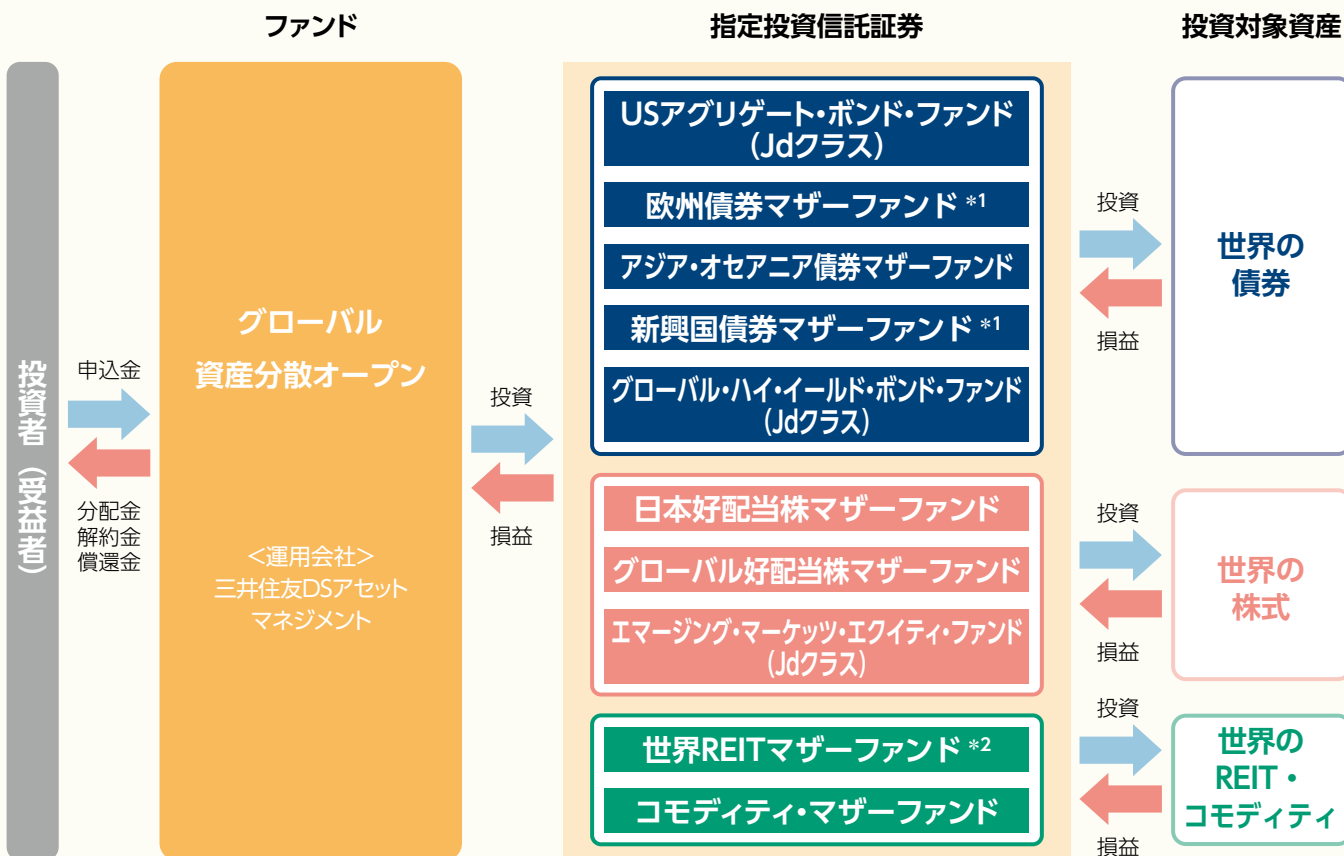 ファンド
指定投資信託証券
投資対象資産
投資者（受益者）
申込金
分配金
解約金
償還金
グローバル
資産分散オープン
＜運用会社＞
三井住友DSアセット
マネジメント
投資
損益
USアグリゲート・ボンド・ファンド
（Jdクラス）
欧州債券マザーファンド *1
アジア・オセアニア債券マザーファンド
新興国債券マザーファンド *1
グローバル・ハイ・イールド・ボンド・ファンド
（Jdクラス）
投資
損益
世界の
債券
日本好配当株マザーファンド
グローバル好配当株マザーファンド
エマージング・マーケッツ・エクイティ・ファンド
（Jdクラス）
投資
損益
世界の
株式
世界REITマザーファンド *2
コモディティ・マザーファンド
投資
損益
世界の
REIT・
コモディティ